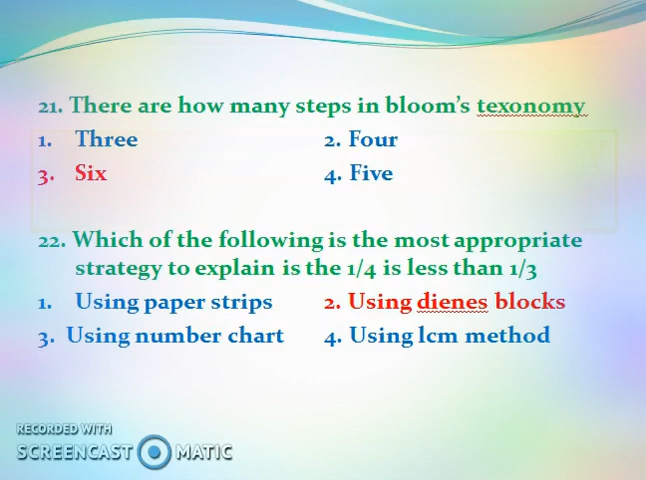 21. There are how many steps in bloom's texonomy
1. Three 2. Four
3. Six 4. Five
22. Which of the following is the most appropriate
strategy to explain is the 1/4 is less than 1/3
1. Using paper strips 2. Using dienes blocks
3. Using number chart 4. Using lcm method
RECORDED WITH
SCREENCAST MATIC